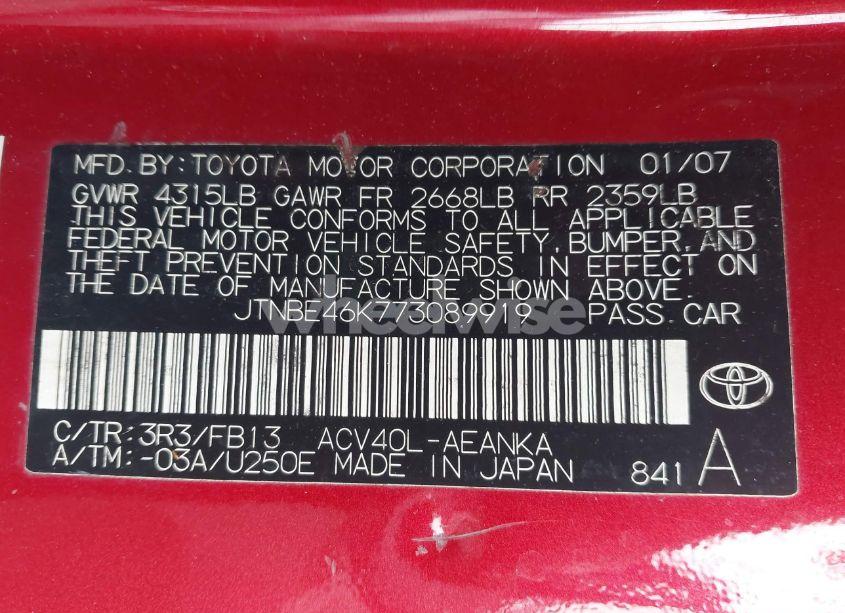 MFD. BY: TOYOTA MOTOR CORPORATION 01/07
GVWR 4315LB GAWR FR 2668LB RR 2359LB
THIS VEHICLE CONFORMS TO ALL APPLICABLE
FEDERAL MOTOR VEHICLE SAFETY, BUMPER, AND
THEFT PREVENTION STANDARDS IN EFFECT ON
THE DATE OF MANUFACTURE SHOWN ABOVE.
JTNBE46K773089919 PASS. CAR
wheelwise
C/TR: 3R3/FB13 ACV40L-AEANKA
A/TM: -03A/U250E MADE IN JAPAN 841 A